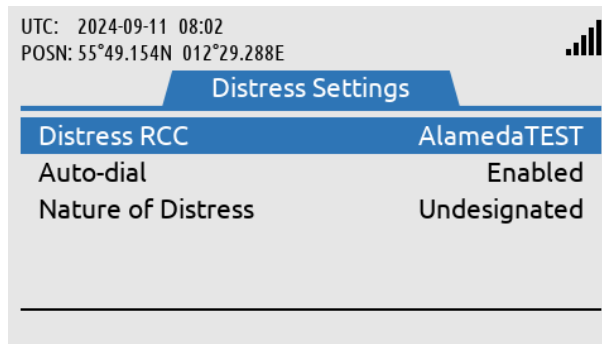 UTC: 2024-09-11 08:02
POSN: 55°49.154N 012°29.288E
Distress Settings
Distress RCC AlamedaTEST
Auto-dial Enabled
Nature of Distress Undesignated